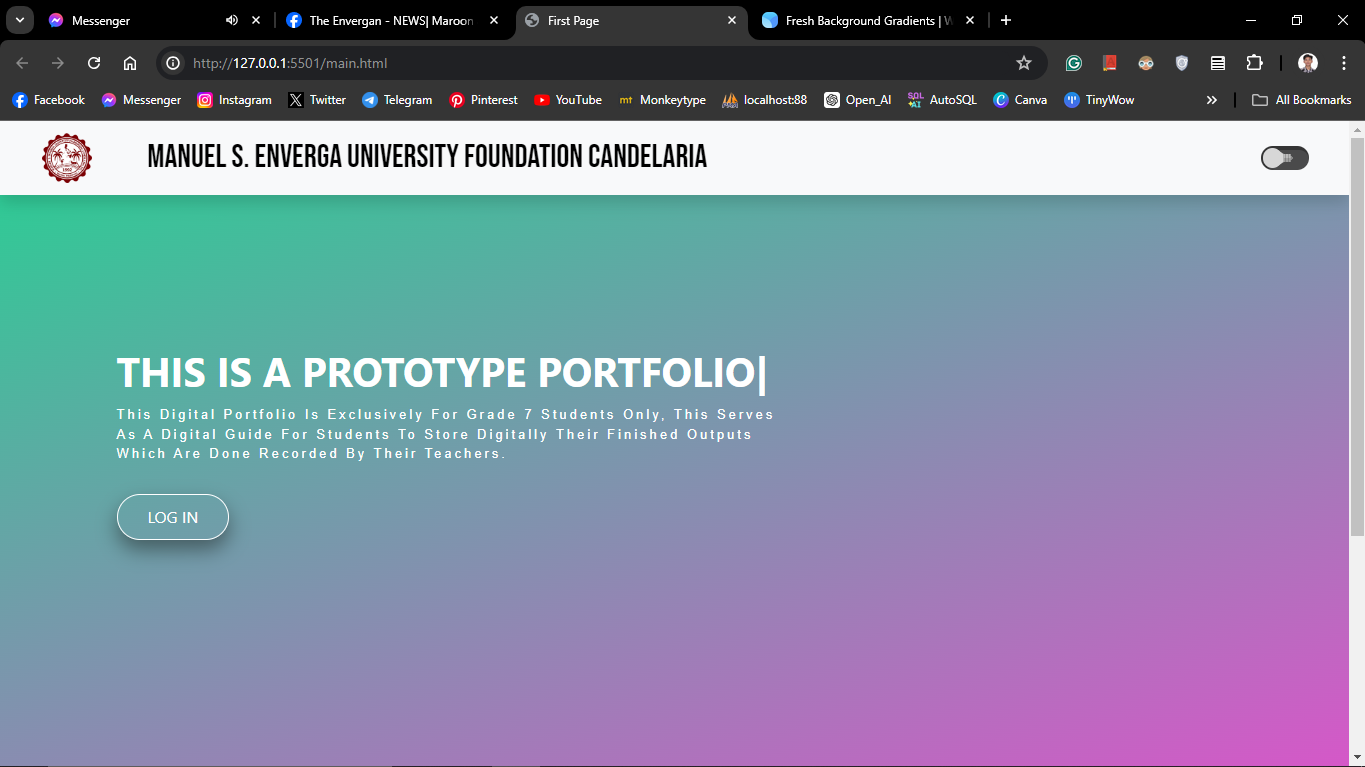 Messenger
The Envergan - NEWS| Maroon
First Page
Fresh Background Gradients | W
http://127.0.0.1:5501/main.html
Facebook
Messenger
Instagram
Twitter
Telegram
Pinterest
YouTube
mt Monkeytype
localhost:88
Open_AI
SQL AI AutoSQL
Canva
TinyWow
All Bookmarks
MANUEL S. ENVERGA UNIVERSITY FOUNDATION CANDELARIA
THIS IS A PROTOTYPE PORTFOLIO|
This Digital Portfolio Is Exclusively For Grade 7 Students Only, This Serves
As A Digital Guide For Students To Store Digitally Their Finished Outputs
Which Are Done Recorded By Their Teachers.
LOG IN